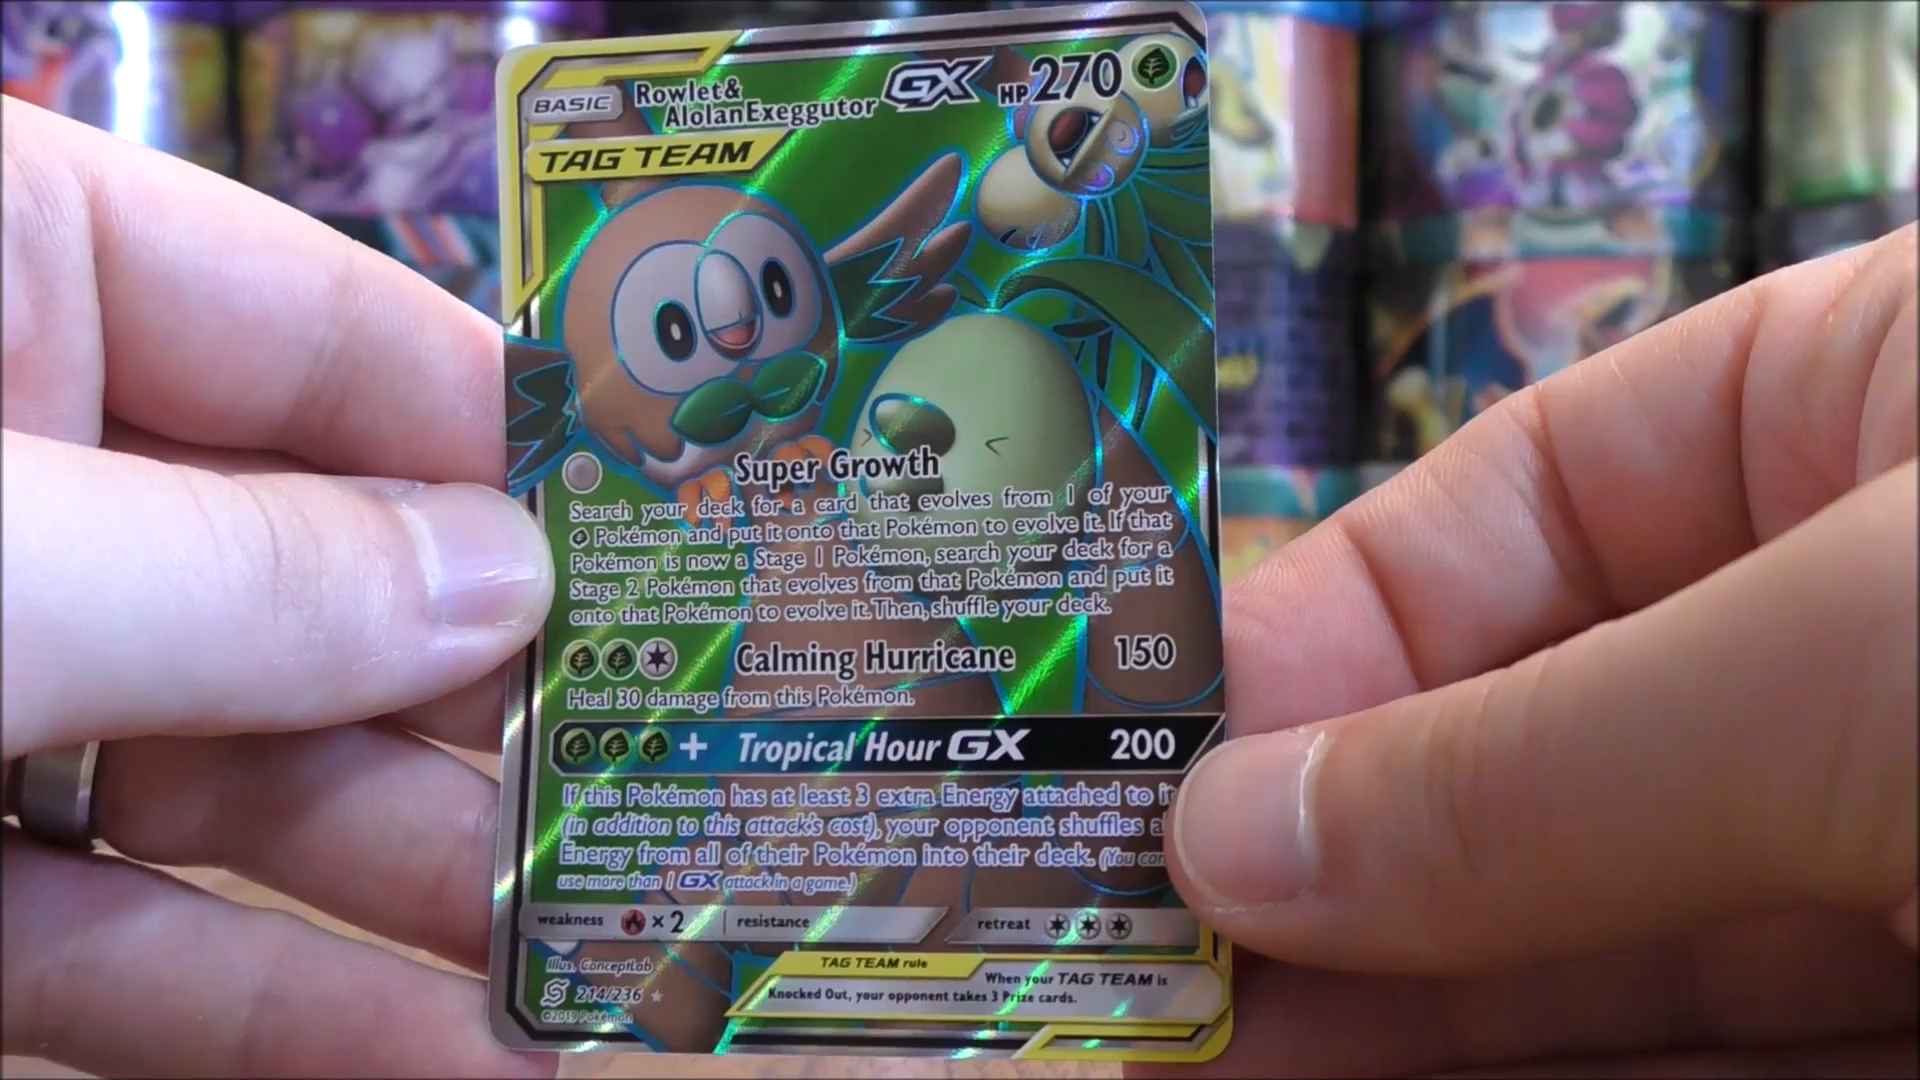 BASIC Rowlet& AlolanExeggutor GX HP270
TAG TEAM
Super Growth
Search your deck for a card that evolves from 1 of your
Pokémon and put it onto that Pokémon to evolve it. If that
Pokémon is now a Stage 1 Pokémon, search your deck for a
Stage 2 Pokémon that evolves from that Pokémon and put it
onto that Pokémon to evolve it. Then, shuffle your deck.
Calming Hurricane 150
Heal 30 damage from this Pokémon.
+ Tropical Hour GX 200
If this Pokémon has at least 3 extra Energy attached to it
(in addition to this attack's cost), your opponent shuffles
Energy from all of their Pokémon into their deck. (You
use more than 1 GX attack in a game.)
weakness ×2 resistance retreat
Illus. ConceptLab
214/236
©2019 Pokémon
TAG TEAM rule
When your TAG TEAM is
Knocked Out, your opponent takes 3 Prize cards.